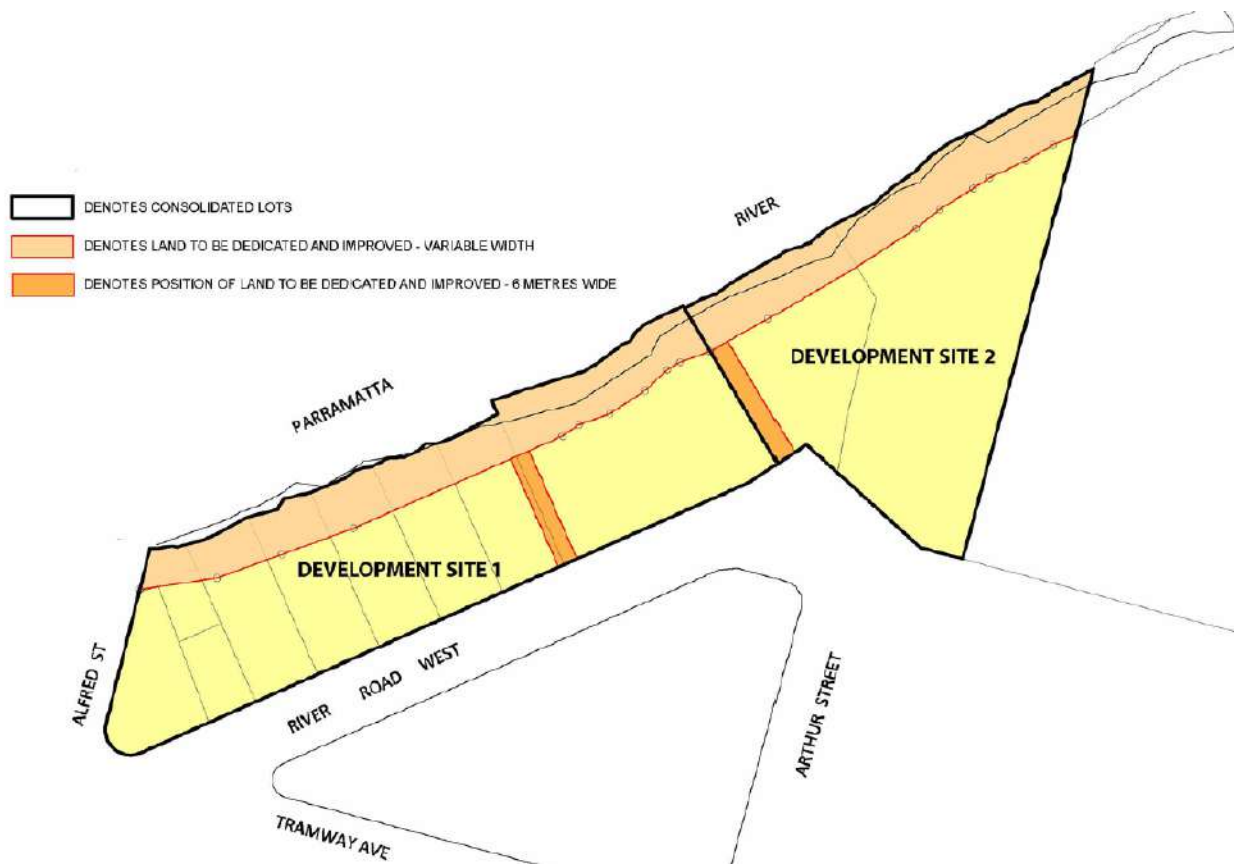 DENOTES CONSOLIDATED LOTS
DENOTES LAND TO BE DEDICATED AND IMPROVED - VARIABLE WIDTH
DENOTES POSITION OF LAND TO BE DEDICATED AND IMPROVED - 6 METRES WIDE
RIVER
PARRAMATTA
DEVELOPMENT SITE 2
DEVELOPMENT SITE 1
ALFRED ST
RIVER ROAD WEST
ARTHUR STREET
TRAMWAY AVE